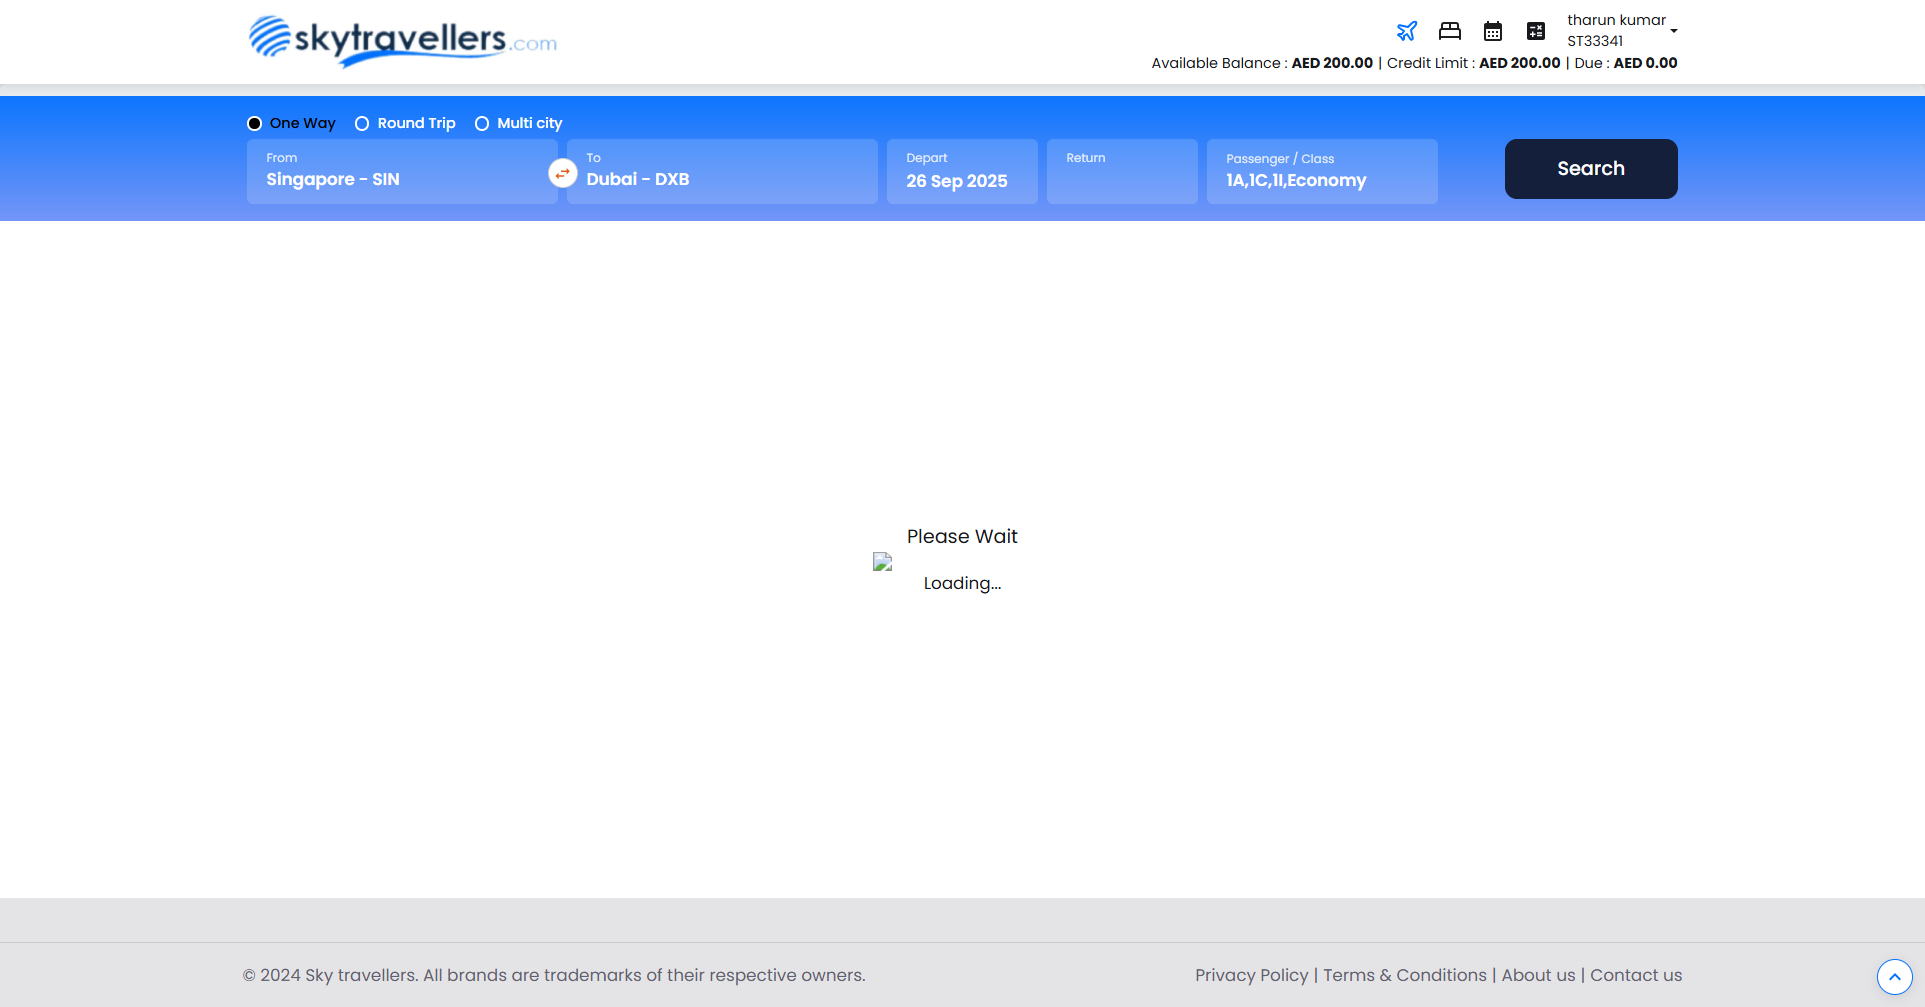 skytravellers.com
tharun kumar
ST33341
Available Balance : AED 200.00 | Credit Limit : AED 200.00 | Due : AED 0.00
One Way Round Trip Multi city
From
Singapore - SIN
To
Dubai - DXB
Depart
26 Sep 2025
Return
Passenger / Class
1A,1C,1I,Economy
Search
Please Wait
Loading...
© 2024 Sky travellers. All brands are trademarks of their respective owners.
Privacy Policy | Terms & Conditions | About us | Contact us